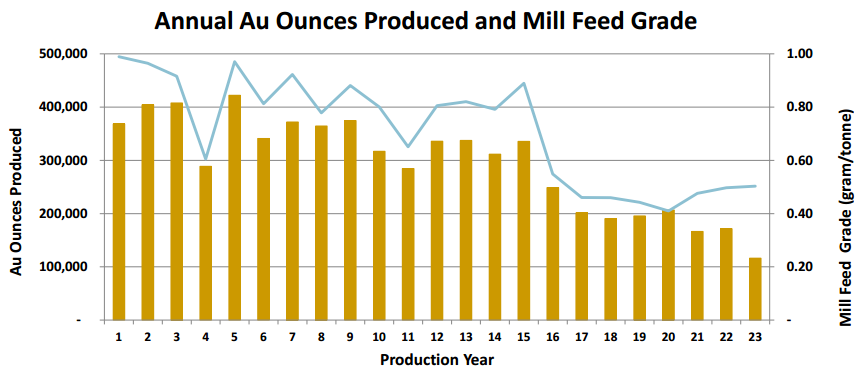 Annual Au Ounces Produced and Mill Feed Grade
500,000
400,000
300,000
200,000
100,000
-
Au Ounces Produced
1.00
0.80
0.60
0.40
0.20
-
Mill Feed Grade (gram/tonne)
1 2 3 4 5 6 7 8 9 10 11 12 13 14 15 16 17 18 19 20 21 22 23
Production Year